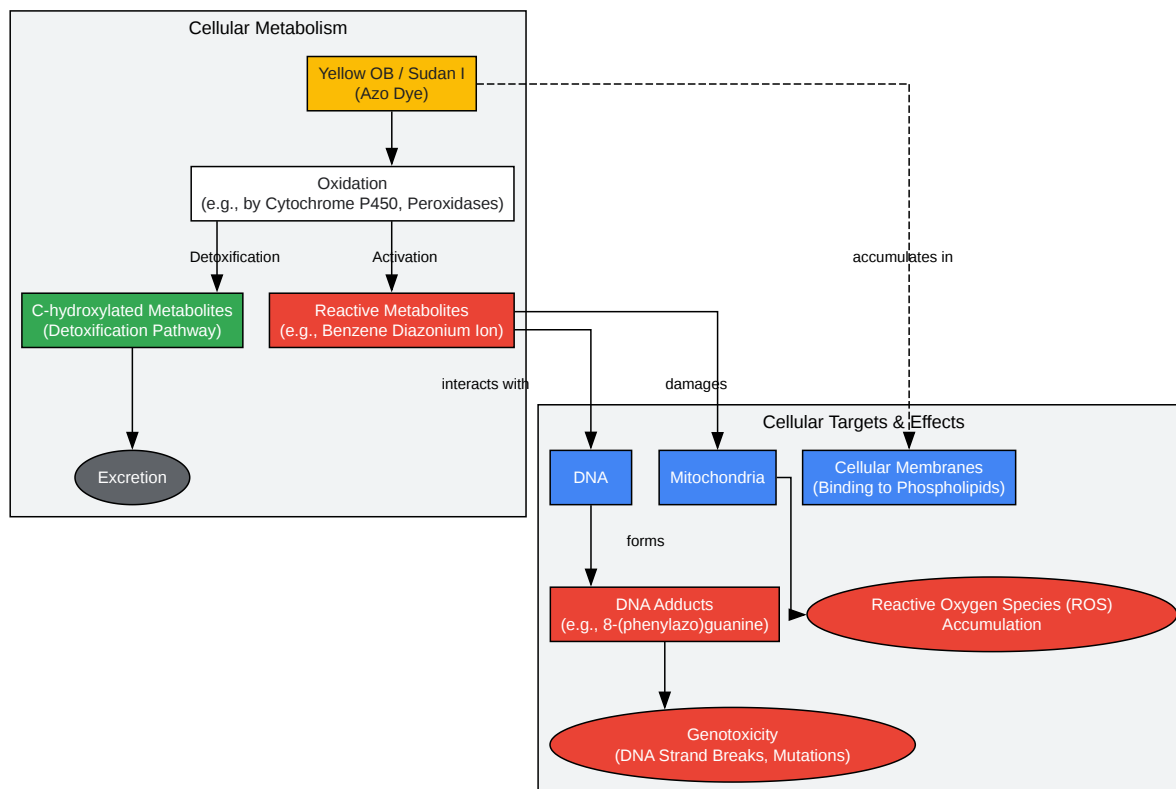 Cellular Metabolism
Yellow OB / Sudan I
(Azo Dye)
Oxidation
(e.g., by Cytochrome P450, Peroxidases)
Detoxification
Activation
accumulates in
C-hydroxylated Metabolites
(Detoxification Pathway)
Reactive Metabolites
(e.g., Benzene Diazonium Ion)
interacts with
damages
Excretion
Cellular Targets & Effects
DNA
Mitochondria
Cellular Membranes
(Binding to Phospholipids)
forms
DNA Adducts
(e.g., 8-(phenylazo)guanine)
Reactive Oxygen Species (ROS)
Accumulation
Genotoxicity
(DNA Strand Breaks, Mutations)